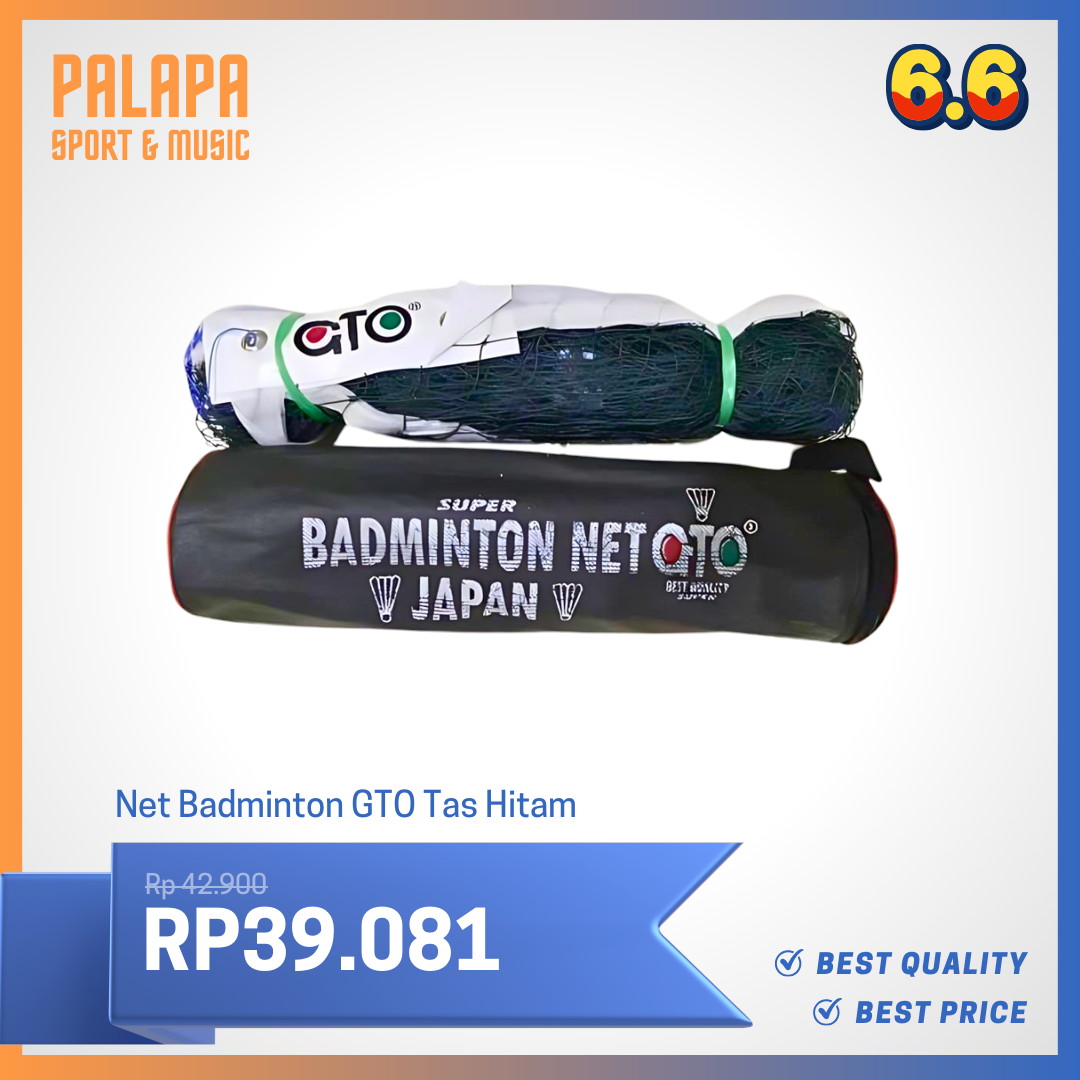 PALAPA
SPORT & MUSIC
6.6
GTO®
SUPER
BADMINTON NET GTO
JAPAN
BEST QUALITY
SUPER
Net Badminton GTO Tas Hitam
Rp 42.900
RP39.081
BEST QUALITY
BEST PRICE